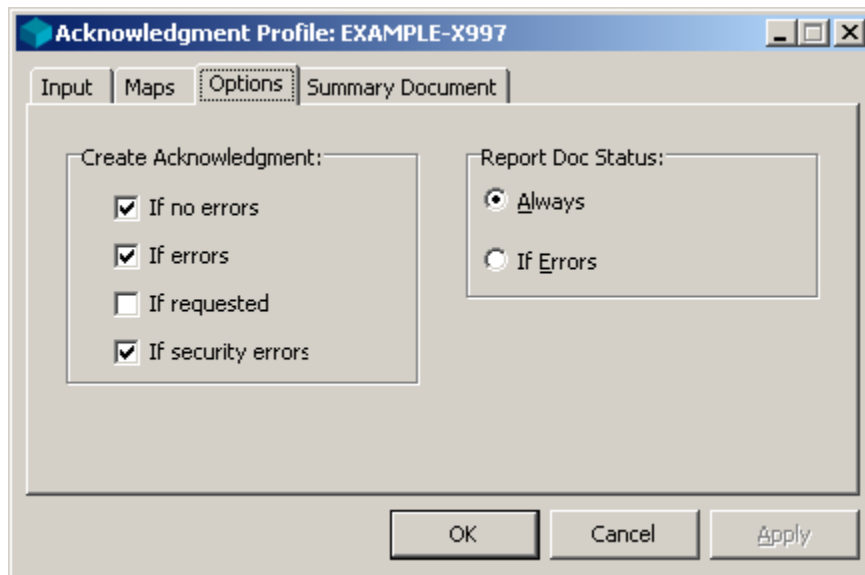 Acknowledgment Profile: EXAMPLE-X997
Input Maps Options Summary Document
Create Acknowledgment:
If no errors
If errors
If requested
If security errors
Report Doc Status:
Always
If Errors
OK Cancel Apply